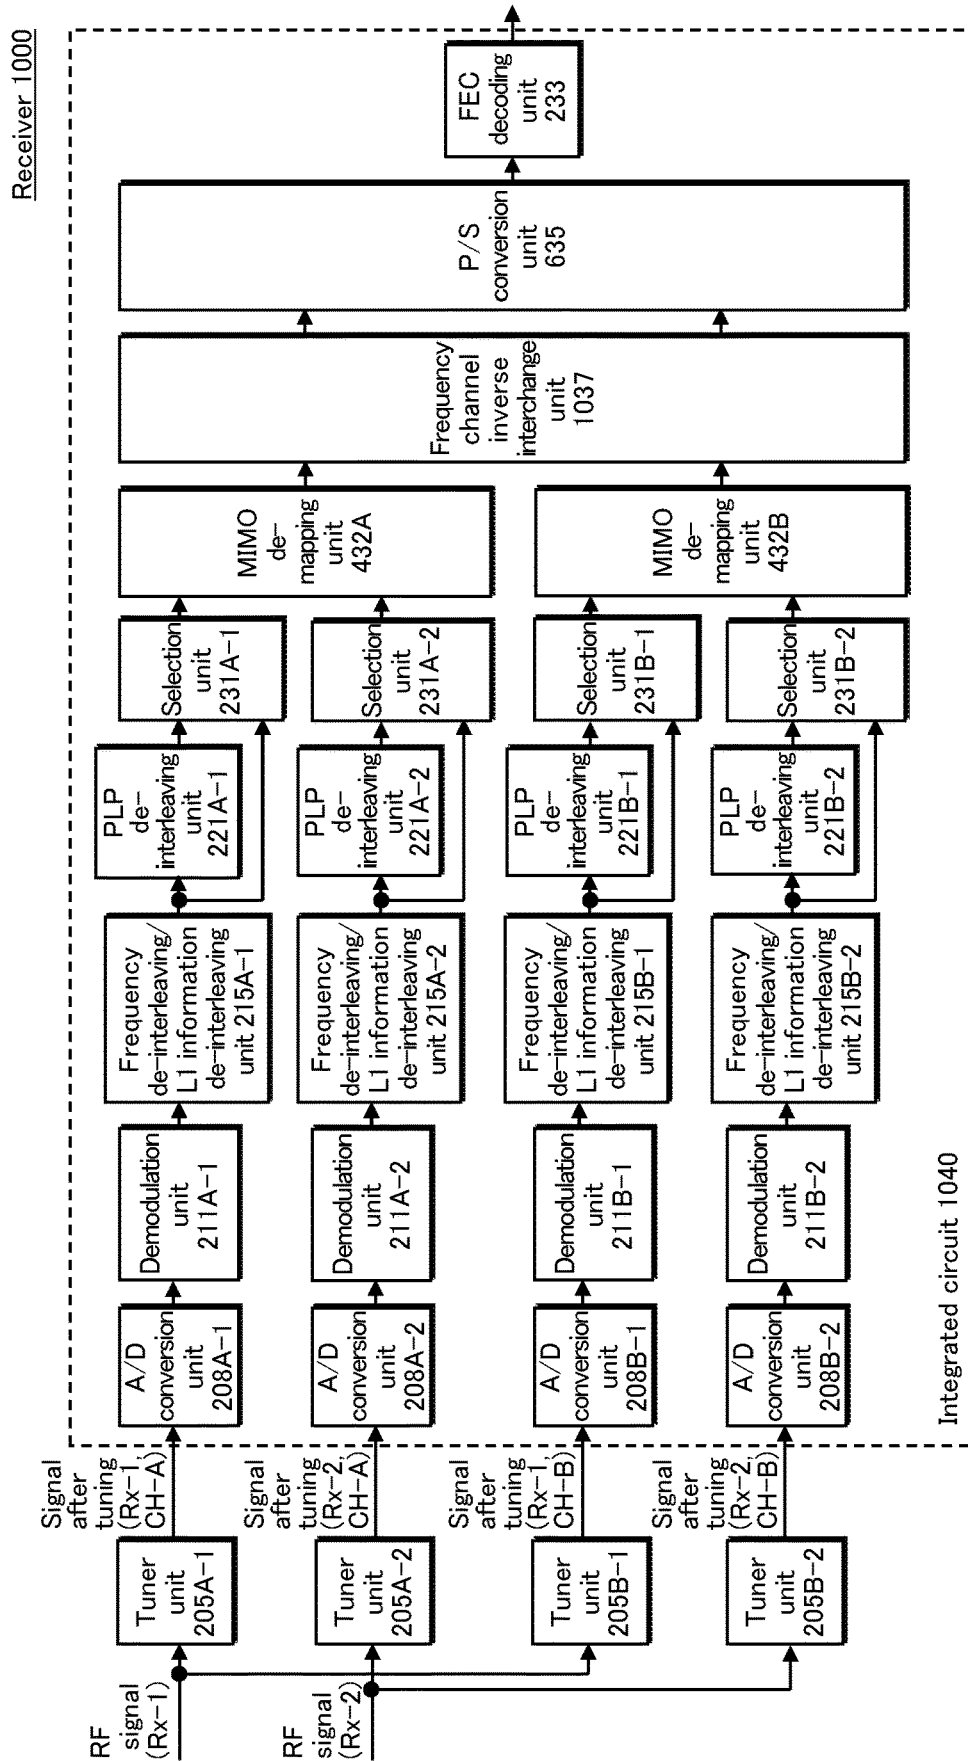 Receiver 1000
RF
signal
(Rx-1)
RF
signal
(Rx-2)
Tuner
unit
205A-1
Tuner
unit
205A-2
Tuner
unit
205B-1
Tuner
unit
205B-2
Signal
after
tuning
(Rx-1,
CH-A)
Signal
after
tuning
(Rx-2,
CH-A)
Signal
after
tuning
(Rx-1,
CH-B)
Signal
after
tuning
(Rx-2,
CH-B)
A/D
conversion
unit
208A-1
A/D
conversion
unit
208A-2
A/D
conversion
unit
208B-1
A/D
conversion
unit
208B-2
Demodulation
unit
211A-1
Demodulation
unit
211A-2
Demodulation
unit
211B-1
Demodulation
unit
211B-2
Frequency
de-interleaving/
L1 information
de-interleaving
unit 215A-1
Frequency
de-interleaving/
L1 information
de-interleaving
unit 215A-2
Frequency
de-interleaving/
L1 information
de-interleaving
unit 215B-1
Frequency
de-interleaving/
L1 information
de-interleaving
unit 215B-2
PLP
de-
interleaving
unit
221A-1
PLP
de-
interleaving
unit
221A-2
PLP
de-
interleaving
unit
221B-1
PLP
de-
interleaving
unit
221B-2
Selection
unit
231A-1
Selection
unit
231A-2
Selection
unit
231B-1
Selection
unit
231B-2
MIMO
de-
mapping
unit
432A
MIMO
de-
mapping
unit
432B
Frequency
channel
inverse
interchange
unit
1037
P/S
conversion
unit
635
FEC
decoding
unit
233
Integrated circuit 1040